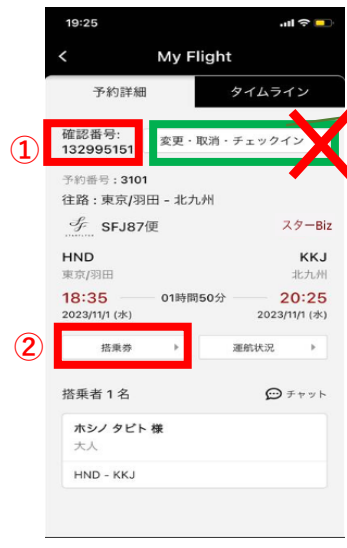 19:25
My Flight
予約詳細
タイムライン
①
確認番号:
132995151
変更・取消・チェックイン
予約番号 : 3101
往路 : 東京/羽田 - 北九州
SFJ87便
スターBiz
HND
KKJ
東京/羽田
北九州
18:35
01時間50分
20:25
2023/11/1 (水)
2023/11/1 (水)
②
搭乗券
運航状況
搭乗者 1 名
チャット
ホシノ タビト 様
大人
HND - KKJ